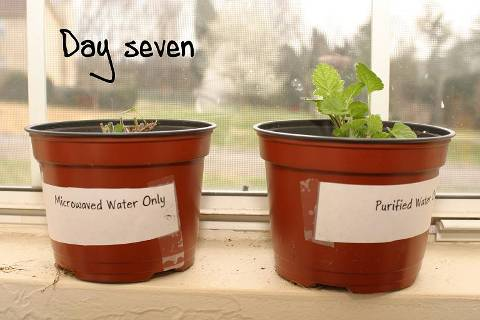 Day seven
Microwaved Water Only
Purified Water